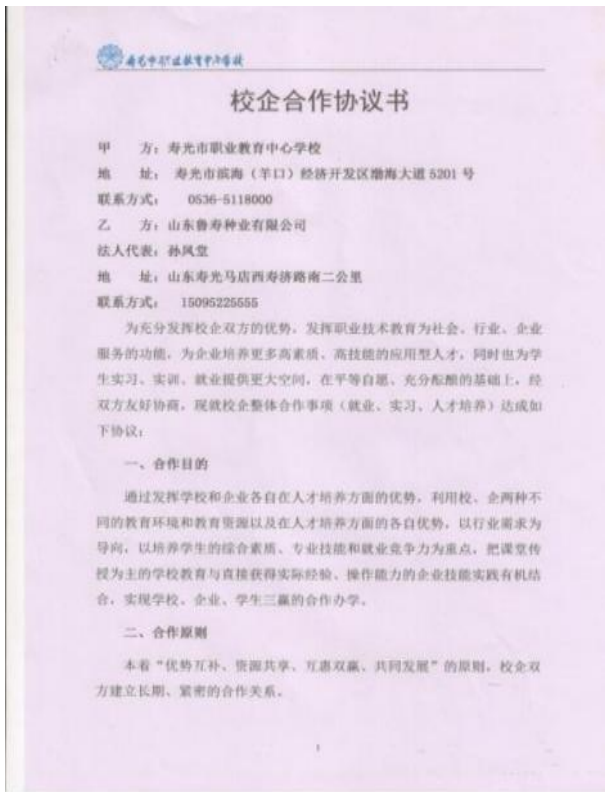 寿光市职业教育中心学校
校企合作协议书
甲 方：寿光市职业教育中心学校
地 址： 寿光市滨海（羊口）经济开发区渤海大道 5201 号
联系方式： 0536-5118000
乙 方：山东鲁寿种业有限公司
法人代表：孙风堂
地 址：山东寿光马店西寿济路南二公里
联系方式： 15095225555
为充分发挥校企双方的优势，发挥职业技术教育为社会、行业、企业
服务的功能，为企业培养更多高素质、高技能的应用型人才，同时也为学
生实习、实训、就业提供更大空间，在平等自愿、充分酝酿的基础上，经
双方友好协商，现就校企整体合作事项（就业、实习、人才培养）达成如
下协议：
一、合作目的
通过发挥学校和企业各自在人才培养方面的优势，利用校、企两种不
同的教育环境和教育资源以及在人才培养方面的各自优势，以行业需求为
导向，以培养学生的综合素质、专业技能和就业竞争力为重点，把课堂传
授为主的学校教育与直接获得实际经验、操作能力的企业技能实践有机结
合，实现学校、企业、学生三赢的合作办学。
二、合作原则
本着“优势互补、资源共享、互惠双赢、共同发展”的原则，校企双
方建立长期、紧密的合作关系。
1